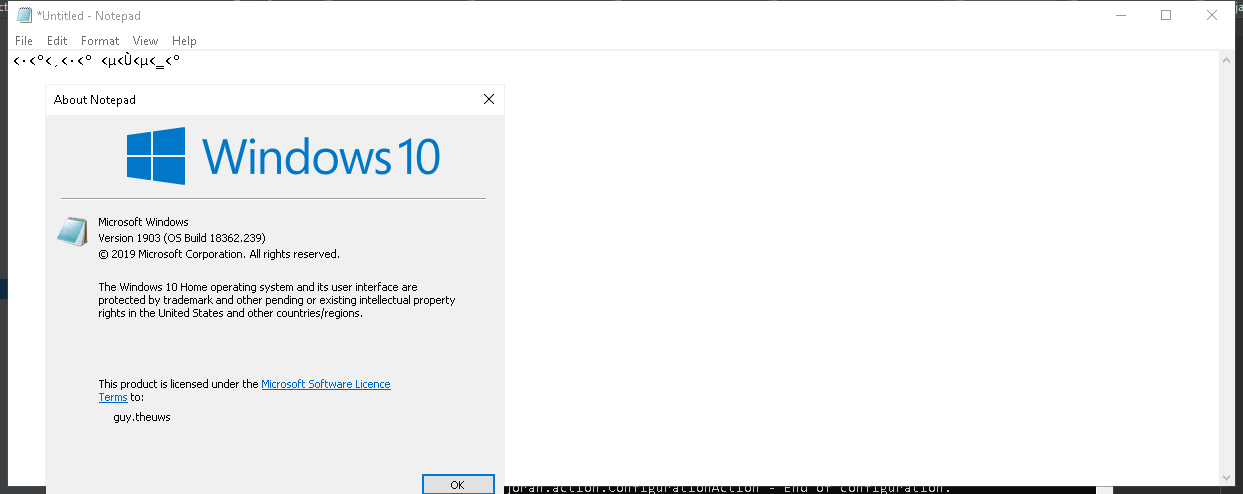 *Untitled - Notepad
File Edit Format View Help
<·<º<¸<·<º <µ<Ù<µ<‗<º
About Notepad
Windows 10
Microsoft Windows
Version 1903 (OS Build 18362.239)
© 2019 Microsoft Corporation. All rights reserved.
The Windows 10 Home operating system and its user interface are
protected by trademark and other pending or existing intellectual property
rights in the United States and other countries/regions.
This product is licensed under the Microsoft Software Licence
Terms to:
guy.theuws
OK
joran.action.ConfigurationAction - End of configuration.